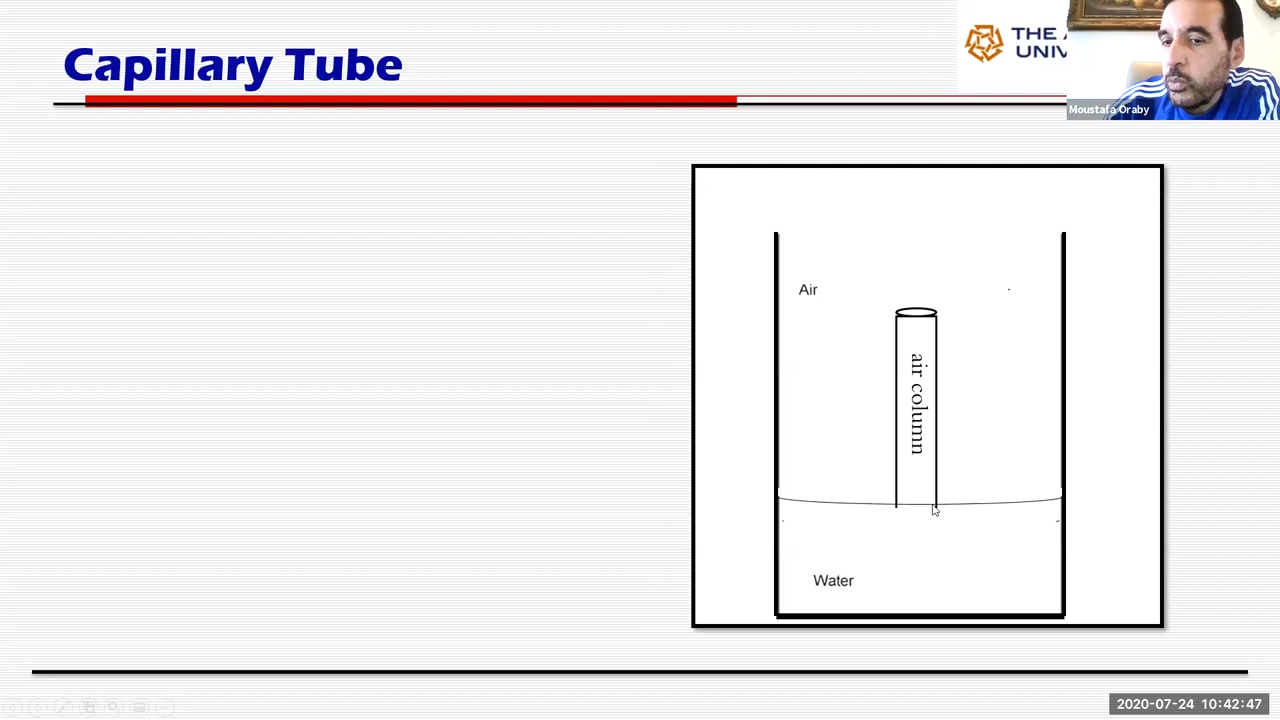 Capillary Tube
THE
UNIV
Moustafa Oraby
Air
air column
Water
2020-07-24 10:42:47